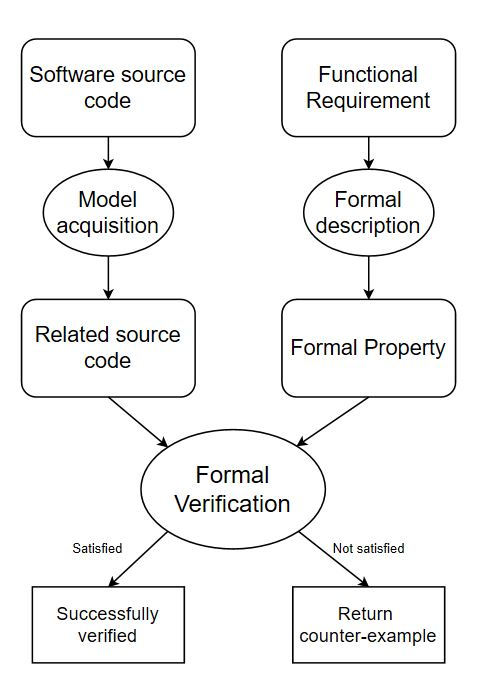 Software source
code
Functional
Requirement
Model
acquisition
Formal
description
Related source
code
Formal Property
Formal
Verification
Satisfied
Not satisfied
Successfully
verified
Return
counter-example